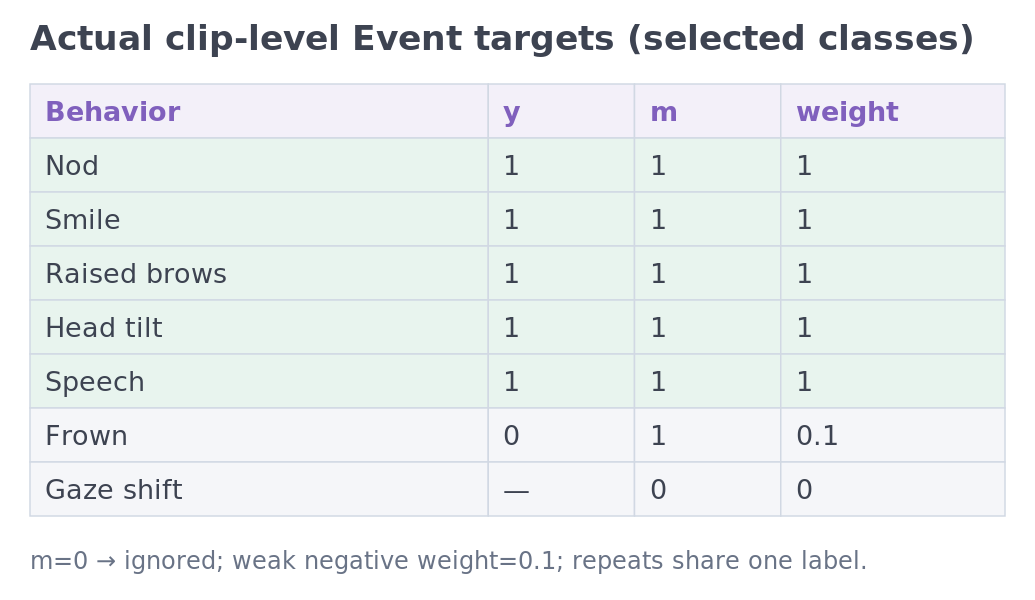 Actual clip-level Event targets (selected classes)
Behavior y m weight
Nod 1 1 1
Smile 1 1 1
Raised brows 1 1 1
Head tilt 1 1 1
Speech 1 1 1
Frown 0 1 0.1
Gaze shift — 0 0
m=0 → ignored; weak negative weight=0.1; repeats share one label.